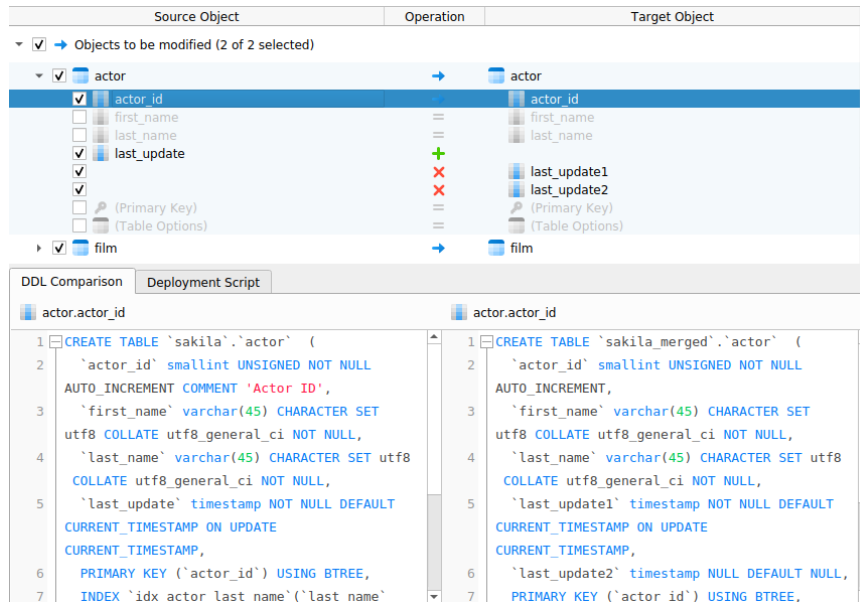 Source Object Operation Target Object
Objects to be modified (2 of 2 selected)
actor actor
actor_id actor_id
first_name = first_name
last_name = last_name
last_update
last_update1
last_update2
(Primary Key) = (Primary Key)
(Table Options) = (Table Options)
film film
DDL Comparison Deployment Script
actor.actor_id actor.actor_id
1 CREATE TABLE `sakila`.`actor` (
2 `actor_id` smallint UNSIGNED NOT NULL
AUTO_INCREMENT COMMENT 'Actor ID',
3 `first_name` varchar(45) CHARACTER SET
utf8 COLLATE utf8_general_ci NOT NULL,
4 `last_name` varchar(45) CHARACTER SET utf8
COLLATE utf8_general_ci NOT NULL,
5 `last_update` timestamp NOT NULL DEFAULT
CURRENT_TIMESTAMP ON UPDATE
CURRENT_TIMESTAMP,
6 PRIMARY KEY (`actor_id`) USING BTREE,
7 INDEX `idx_actor_last_name`(`last_name`
1 CREATE TABLE `sakila_merged`.`actor` (
2 `actor_id` smallint UNSIGNED NOT NULL
AUTO_INCREMENT,
3 `first_name` varchar(45) CHARACTER SET
utf8 COLLATE utf8_general_ci NOT NULL,
4 `last_name` varchar(45) CHARACTER SET utf8
COLLATE utf8_general_ci NOT NULL,
5 `last_update1` timestamp NOT NULL DEFAULT
CURRENT_TIMESTAMP ON UPDATE
CURRENT_TIMESTAMP,
6 `last_update2` timestamp NULL DEFAULT NULL,
7 PRIMARY KEY (`actor_id`) USING BTREE,